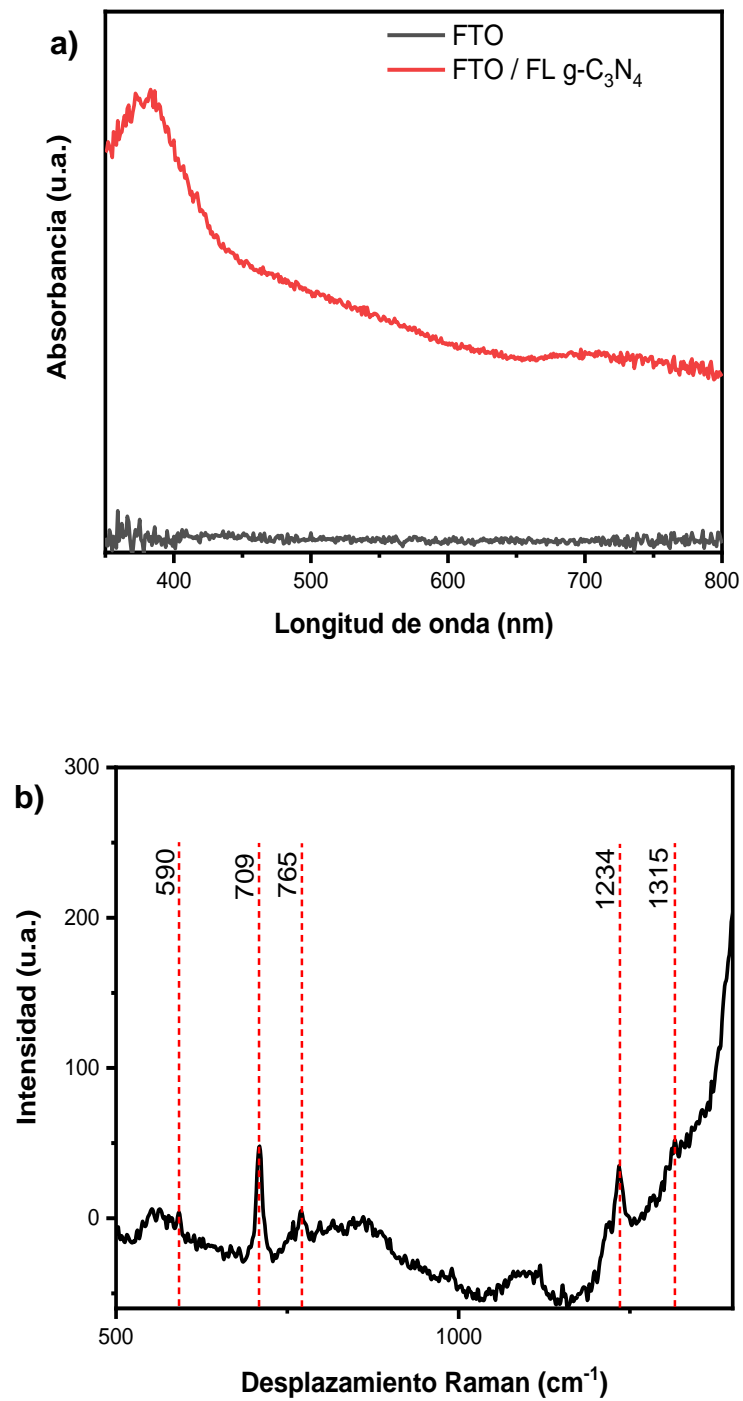 a)
FTO
FTO / FL g-C₃N₄
Absorbancia (u.a.)
400 500 600 700 800
Longitud de onda (nm)
b)
300
200
100
0
590 709 765 1234 1315
Intensidad (u.a.)
500 1000
Desplazamiento Raman (cm⁻¹)